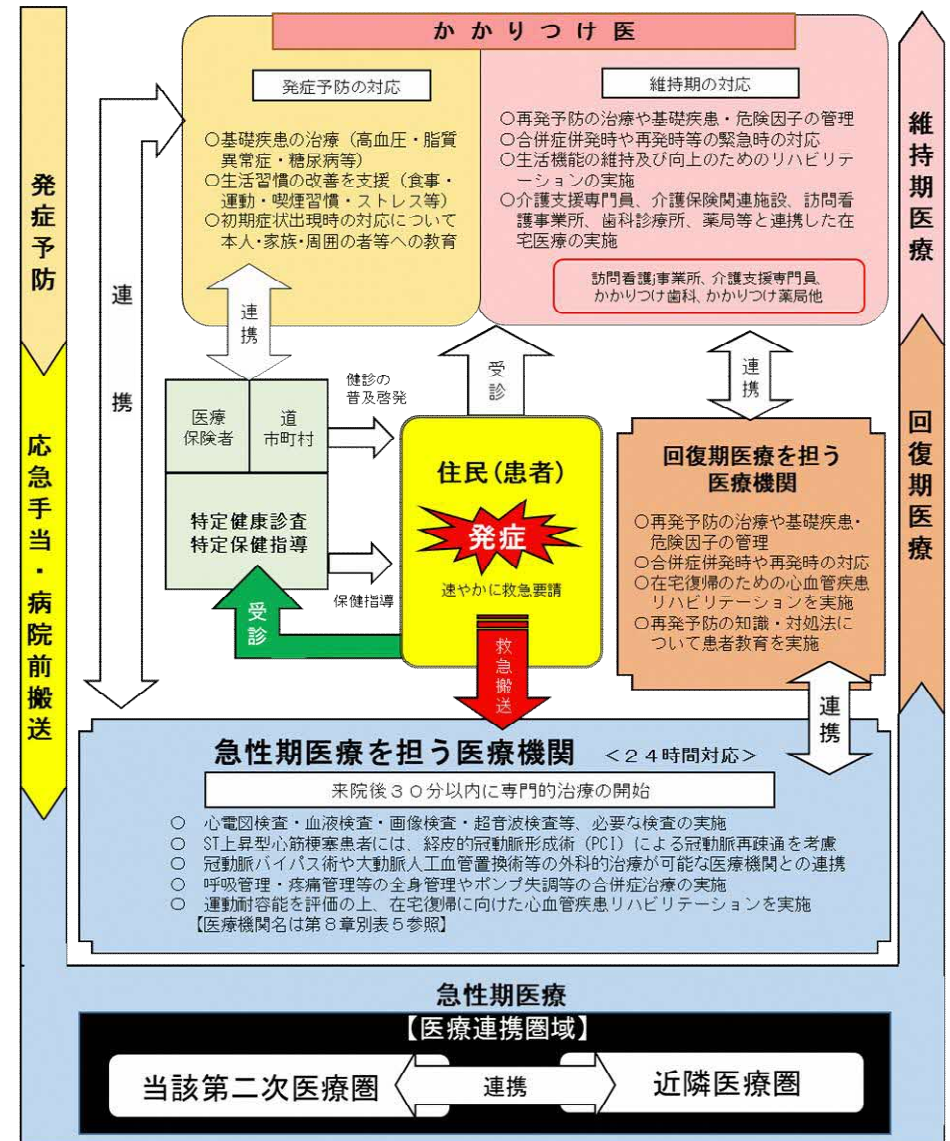 かかりつけ医
発症予防の対応
○基礎疾患の治療（高血圧・脂質
異常症・糖尿病等）
○生活習慣の改善を支援（食事・
運動・喫煙習慣・ストレス等）
○初期症状出現時の対応について
本人・家族・周囲の者等への教育
維持期の対応
○再発予防の治療や基礎疾患・危険因子の管理
○合併症併発時や再発時等の緊急時の対応
○生活機能の維持及び向上のためのリハビリテ
ーションの実施
○介護支援専門員、介護保険関連施設、訪問看
護事業所、歯科診療所、薬局等と連携した在
宅医療の実施
訪問看護事業所、介護支援専門員、
かかりつけ歯科、かかりつけ薬局他
発症予防
応急手当・病院前搬送
連携
連携
医療
保険者
道
市町村
特定健康診査
特定保健指導
健診の
普及啓発
保健指導
受診
受診
住民（患者）
発症
速やかに救急要請
救急搬送
連携
回復期医療を担う
医療機関
○再発予防の治療や基礎疾患・
危険因子の管理
○合併症併発時や再発時の対応
○在宅復帰のための心血管疾患
リハビリテーションを実施
○再発予防の知識・対処法に
ついて患者教育を実施
連携
維持期医療
回復期医療
急性期医療を担う医療機関 ＜２４時間対応＞
来院後３０分以内に専門的治療の開始
○ 心電図検査・血液検査・画像検査・超音波検査等、必要な検査の実施
○ ST上昇型心筋梗塞患者には、経皮的冠動脈形成術（PCI）による冠動脈再疎通を考慮
○ 冠動脈バイパス術や大動脈人工血管置換術等の外科的治療が可能な医療機関との連携
○ 呼吸管理・疼痛管理等の全身管理やポンプ失調等の合併症治療の実施
○ 運動耐容能を評価の上、在宅復帰に向けた心血管疾患リハビリテーションを実施
【医療機関名は第８章別表５参照】
急性期医療
【医療連携圏域】
当該第二次医療圏
連携
近隣医療圏